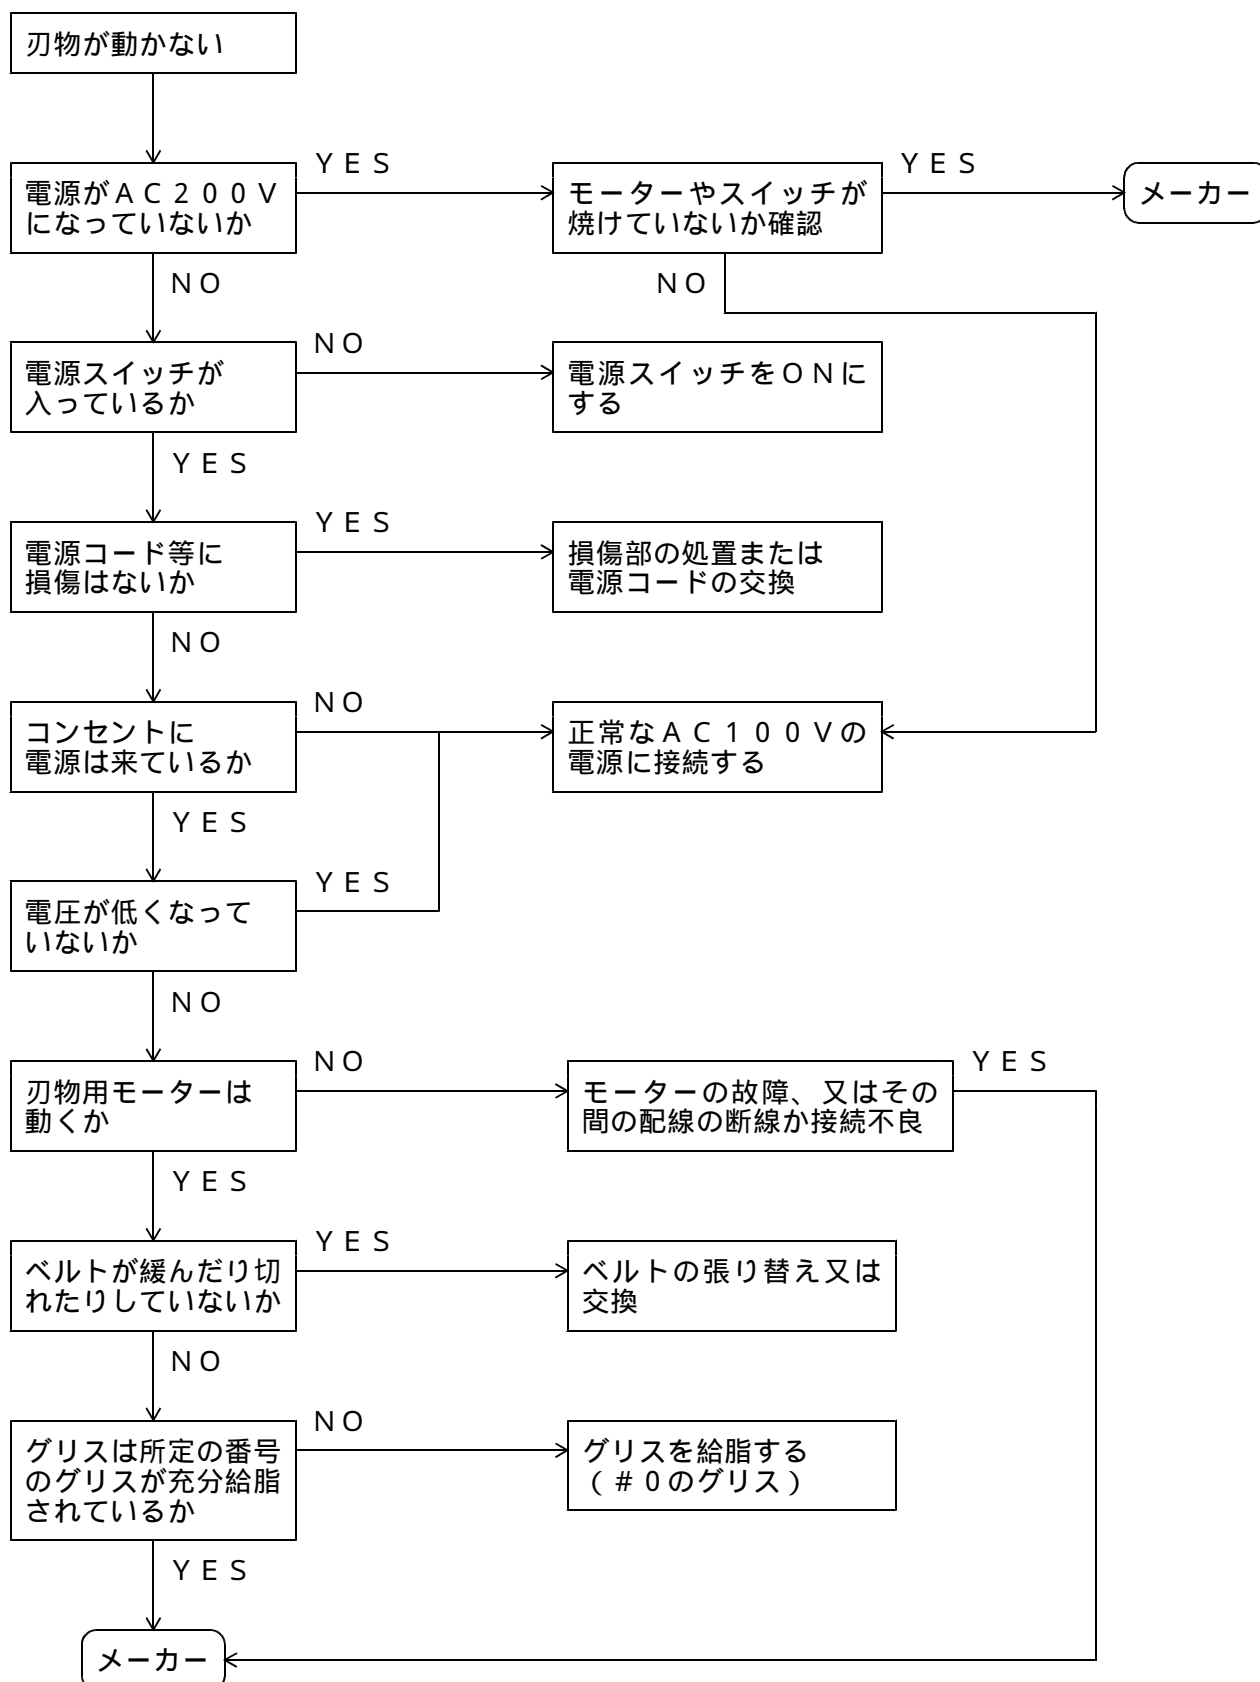 刃物が動かない
YES
YES
電源がＡＣ２００Ｖ
になっていないか
モーターやスイッチが
焼けていないか確認
メーカー
NO
NO
NO
電源スイッチが
入っているか
電源スイッチをＯＮに
する
YES
YES
電源コード等に
損傷はないか
損傷部の処置または
電源コードの交換
NO
NO
コンセントに
電源は来ているか
正常なＡＣ１００Ｖの
電源に接続する
YES
YES
電圧が低くなって
いないか
NO
NO
YES
刃物用モーターは
動くか
モーターの故障、又はその
間の配線の断線か接続不良
YES
YES
ベルトが緩んだり切
れたりしていないか
ベルトの張り替え又は
交換
NO
NO
グリスは所定の番号
のグリスが充分給脂
されているか
グリスを給脂する
（＃０のグリス）
YES
メーカー